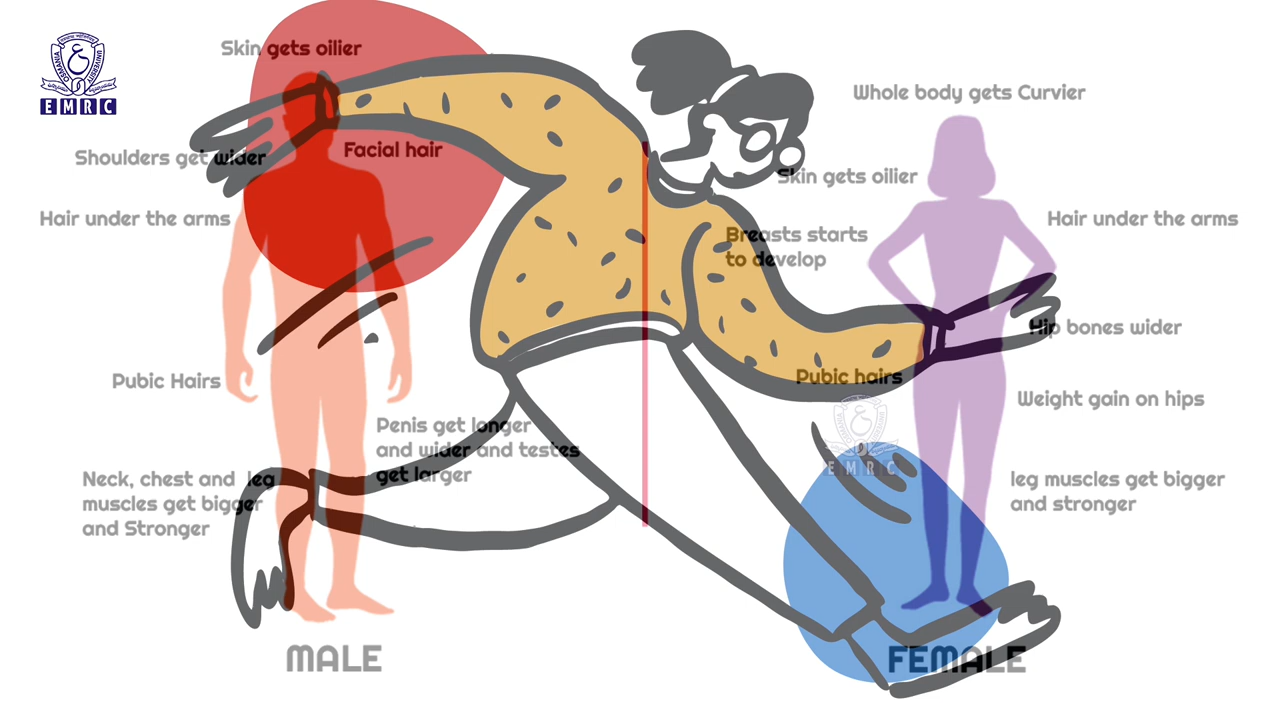 EMRC
Skin gets oilier
Shoulders get wider
Facial hair
Hair under the arms
Pubic Hairs
Penis get longer
and wider and testes
get larger
Neck, chest and leg
muscles get bigger
and Stronger
MALE
Whole body gets Curvier
Skin gets oilier
Hair under the arms
Breasts starts
to develop
Hip bones wider
Pubic hairs
Weight gain on hips
EMRC
leg muscles get bigger
and stronger
FEMALE